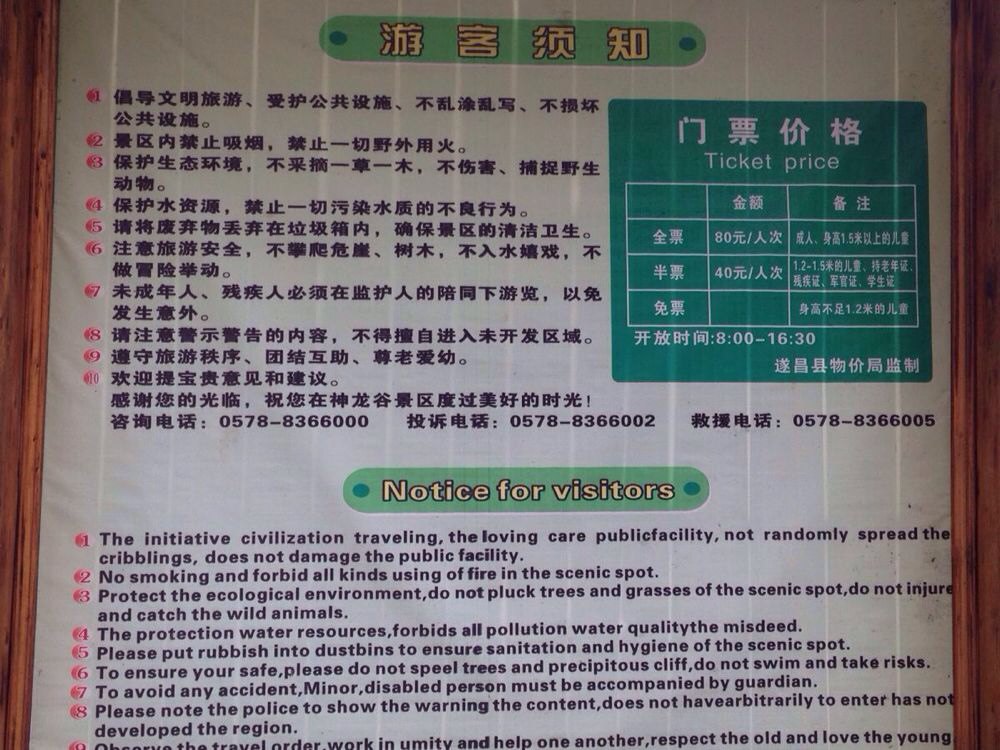 游客须知
1 倡导文明旅游、受护公共设施、不乱涂乱写、不损坏
公共设施。
2 景区内禁止吸烟，禁止一切野外用火。
3 保护生态环境，不采摘一草一木，不伤害、捕捉野生
动物。
4 保护水资源，禁止一切污染水质的不良行为。
5 请将废弃物丢弃在垃圾箱内，确保景区的清洁卫生。
6 注意旅游安全，不攀爬危崖、树木，不入水嬉戏，不
做冒险举动。
7 未成年人、残疾人必须在监护人的陪同下游览，以免
发生意外。
8 请注意警示警告的内容，不得擅自进入未开发区域。
9 遵守旅游秩序、团结互助、尊老爱幼。
10 欢迎提宝贵意见和建议。
感谢您的光临，祝您在神龙谷景区度过美好的时光！
咨询电话：0578-8366000 投诉电话：0578-8366002 救援电话：0578-8366005
门票价格
Ticket price
金额 备注
全票 80元/人次 成人、身高1.5米以上的儿童
半票 40元/人次 1.2-1.5米的儿童、持老年证、
残疾证、军官证、学生证
免票 身高不足1.2米的儿童
开放时间:8:00-16:30
遂昌县物价局监制
Notice for visitors
1 The initiative civilization traveling, the loving care publicfacility, not randomly spread the
cribblings, does not damage the public facility.
2 No smoking and forbid all kinds using of fire in the scenic spot.
3 Protect the ecological environment,do not pluck trees and grasses of the scenic spot,do not injure
and catch the wild animals.
4 The protection water resources,forbids all pollution water qualitythe misdeed.
5 Please put rubbish into dustbins to ensure sanitation and hygiene of the scenic spot.
6 To ensure your safe,please do not speel trees and precipitous cliff,do not swim and take risks.
7 To avoid any accident,Minor,disabled person must be accompanied by guardian.
8 Please note the police to show the warning the content,does not havearbitrarily to enter has not
developed the region.
9 Observe the travel order,work in umity and help one another,respect the old and love the young